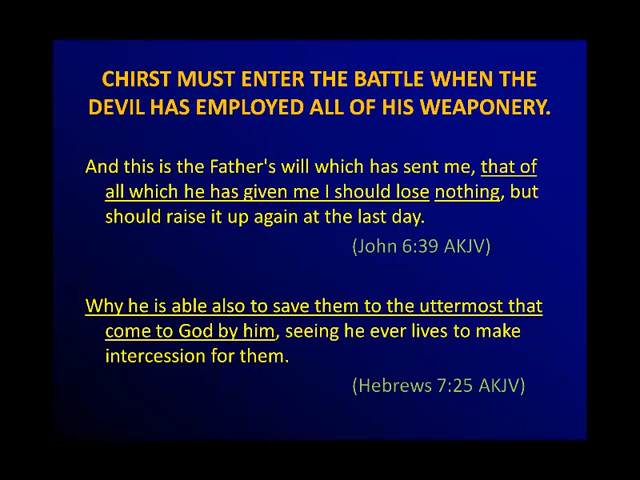 CHIRST MUST ENTER THE BATTLE WHEN THE
DEVIL HAS EMPLOYED ALL OF HIS WEAPONERY.
And this is the Father's will which has sent me, that of
all which he has given me I should lose nothing, but
should raise it up again at the last day.
(John 6:39 AKJV)
Why he is able also to save them to the uttermost that
come to God by him, seeing he ever lives to make
intercession for them.
(Hebrews 7:25 AKJV)